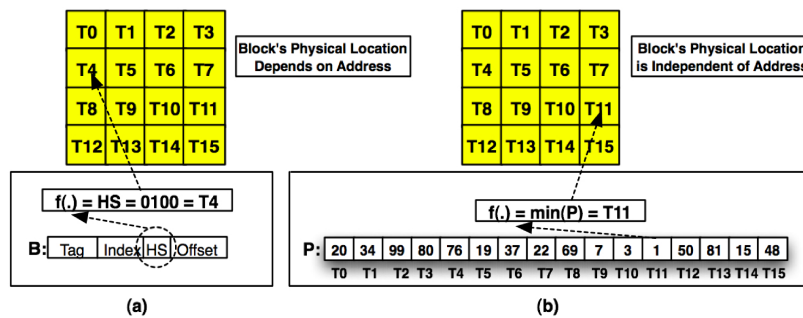 T0 T1 T2 T3
T4 T5 T6 T7
T8 T9 T10 T11
T12 T13 T14 T15
Block's Physical Location
Depends on Address
f(.) = HS = 0100 = T4
B: Tag Index HS Offset
(a)
T0 T1 T2 T3
T4 T5 T6 T7
T8 T9 T10 T11
T12 T13 T14 T15
Block's Physical Location
is Independent of Address
f(.) = min(P) = T11
P: 20 34 99 80 76 19 37 22 69 7 3 1 50 81 15 48
T0 T1 T2 T3 T4 T5 T6 T7 T8 T9 T10 T11 T12 T13 T14 T15
(b)